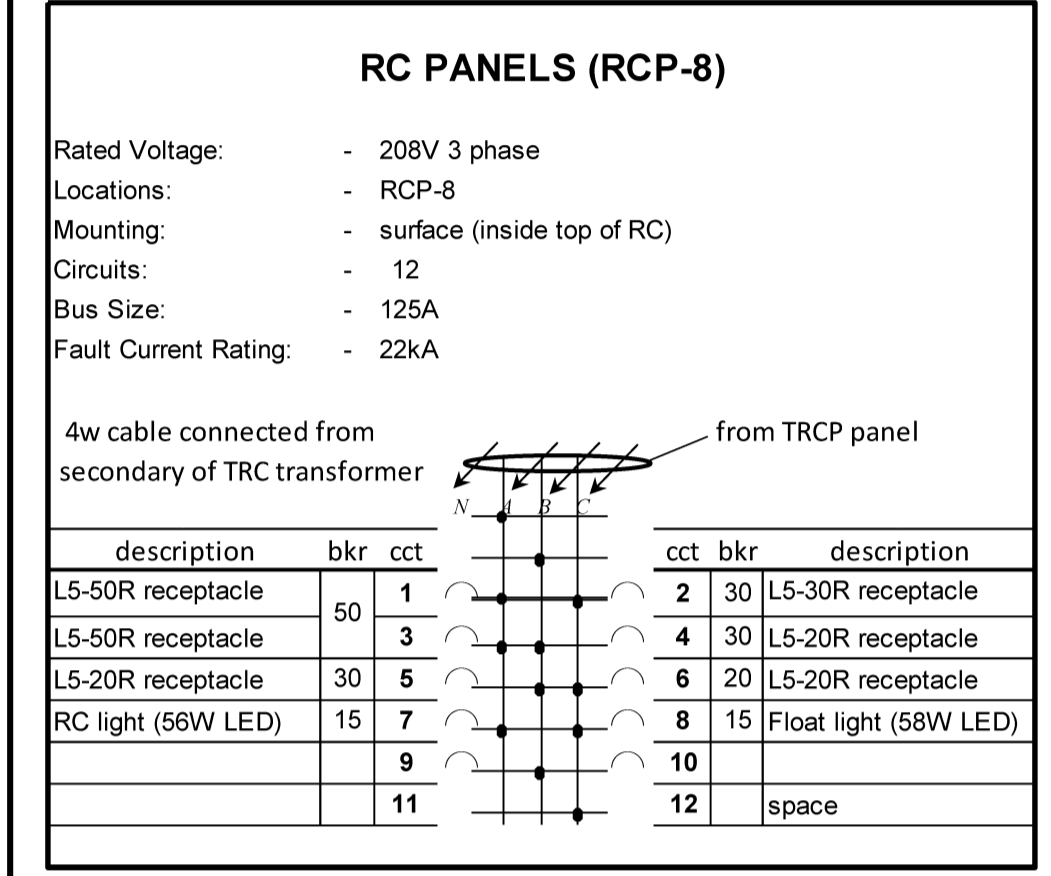 RC PANELS (RCP-8)
Rated Voltage: - 208V 3 phase
Locations: - RCP-8
Mounting: - surface (inside top of RC)
Circuits: - 12
Bus Size: - 125A
Fault Current Rating: - 22kA
4w cable connected from
secondary of TRC transformer
from TRCP panel
N A B C
description bkr cct cct bkr description
L5-50R receptacle 50 1 2 30 L5-30R receptacle
L5-50R receptacle 3 4 30 L5-20R receptacle
L5-20R receptacle 30 5 6 20 L5-20R receptacle
RC light (56W LED) 15 7 8 15 Float light (58W LED)
9 10
11 12 space